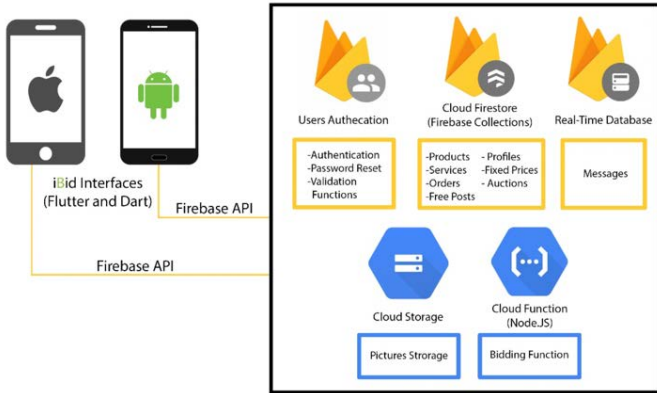 iBid Interfaces
(Flutter and Dart)
Firebase API
Firebase API
Users Authecation
-Authentication
-Password Reset
-Validation
Functions
Cloud Firestore
(Firebase Collections)
-Products
-Services
-Orders
-Free Posts
- Profiles
-Fixed Prices
- Auctions
Real-Time Database
Messages
Cloud Storage
Pictures Strorage
Cloud Function
(Node.JS)
Bidding Function